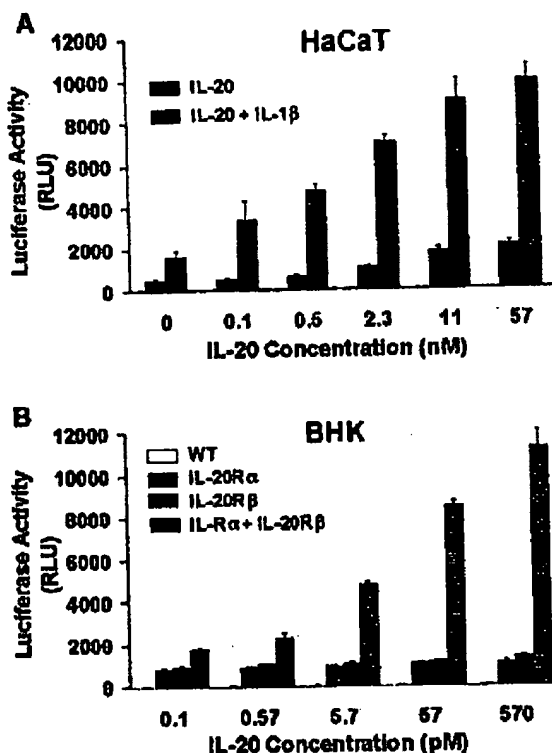 A
HaCaT
12000
10000
8000
6000
4000
2000
0
Luciferase Activity
(RLU)
IL-20
IL-20 + IL-1β
0 0.1 0.6 2.3 11 57
IL-20 Concentration (nM)
B
BHK
12000
10000
8000
6000
4000
2000
0
Luciferase Activity
(RLU)
WT
IL-20Rα
IL-20Rβ
IL-Rα + IL-20Rβ
0.1 0.57 5.7 57 570
IL-20 Concentration (pM)